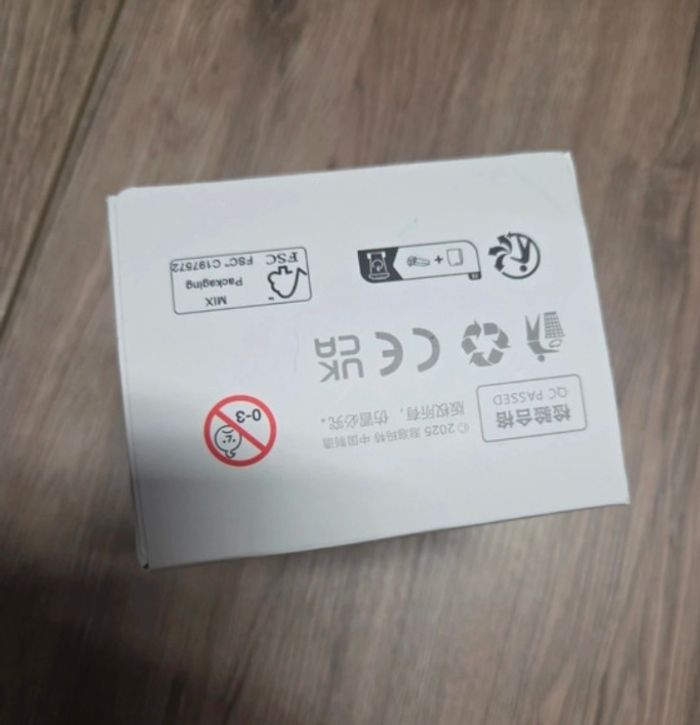 检验合格
QC PASSED
© 2025 泡泡玛特 中国制造
版权所有，仿冒必究。
0-3
CE
UK
CA
+
FSC
MIX
Packaging
FSC™ C197572